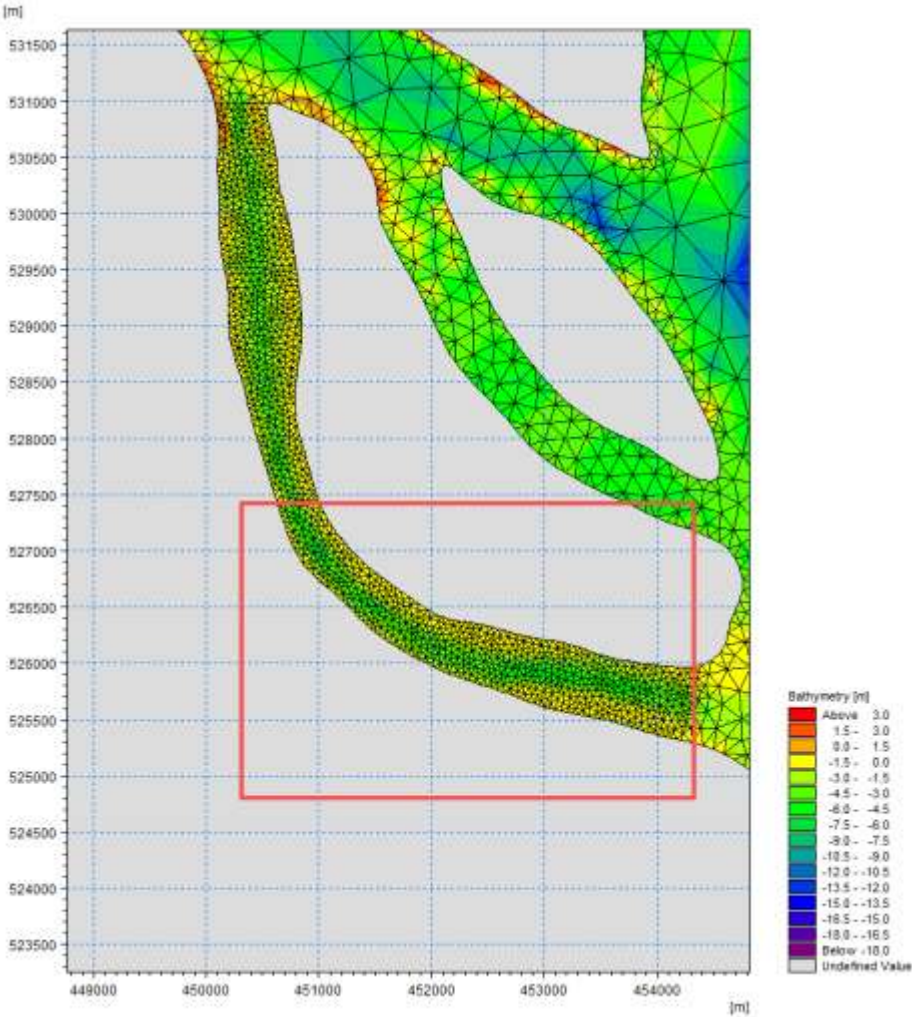 [m]
531500
531000
530500
530000
529500
529000
528500
528000
527500
527000
526500
526000
525500
525000
524500
524000
523500
449000 450000 451000 452000 453000 454000
[m]
Bathymetry [m]
Above 3.0
1.5 - 3.0
0.0 - 1.5
-1.5 - 0.0
-3.0 - -1.5
-4.5 - -3.0
-6.0 - -4.5
-7.5 - -6.0
-9.0 - -7.5
-10.5 - -9.0
-12.0 - -10.5
-13.5 - -12.0
-15.0 - -13.5
-16.5 - -15.0
-18.0 - -16.5
Below -18.0
Undefined Value